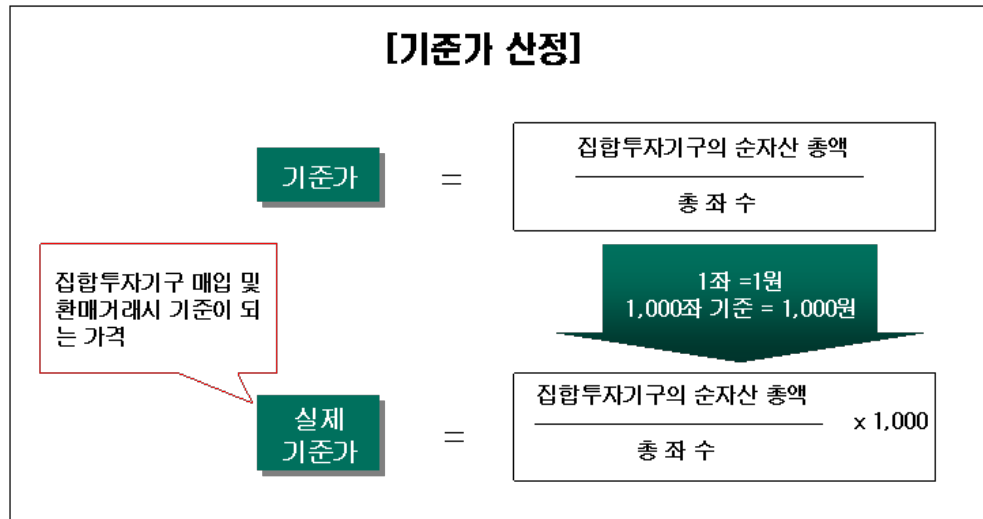 [기준가 산정]
기준가
=
집합투자기구의 순자산 총액
총 좌 수
집합투자기구 매입 및
환매거래시 기준이 되
는 가격
1좌 =1원
1,000좌 기준 = 1,000원
실제
기준가
=
집합투자기구의 순자산 총액
총 좌 수
x 1,000